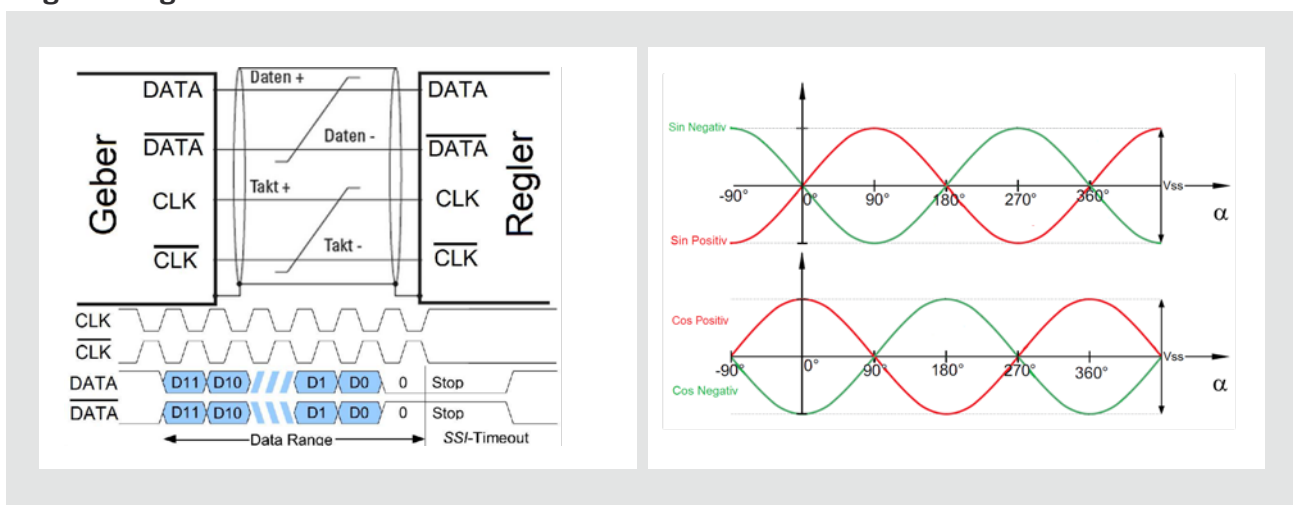 Geber
DATA
DATA
CLK
CLK
Daten +
Daten -
Takt +
Takt -
DATA
DATA
CLK
CLK
Regler
CLK
CLK
DATA D11 D10 D1 D0 0 Stop
DATA D11 D10 D1 D0 0 Stop
Data Range SSI-Timeout
Sin Negativ
-90° 0° 90° 180° 270° 360° Vss
α
Sin Positiv
Cos Positiv
-90° 0° 90° 180° 270° 360° Vss
α
Cos Negativ